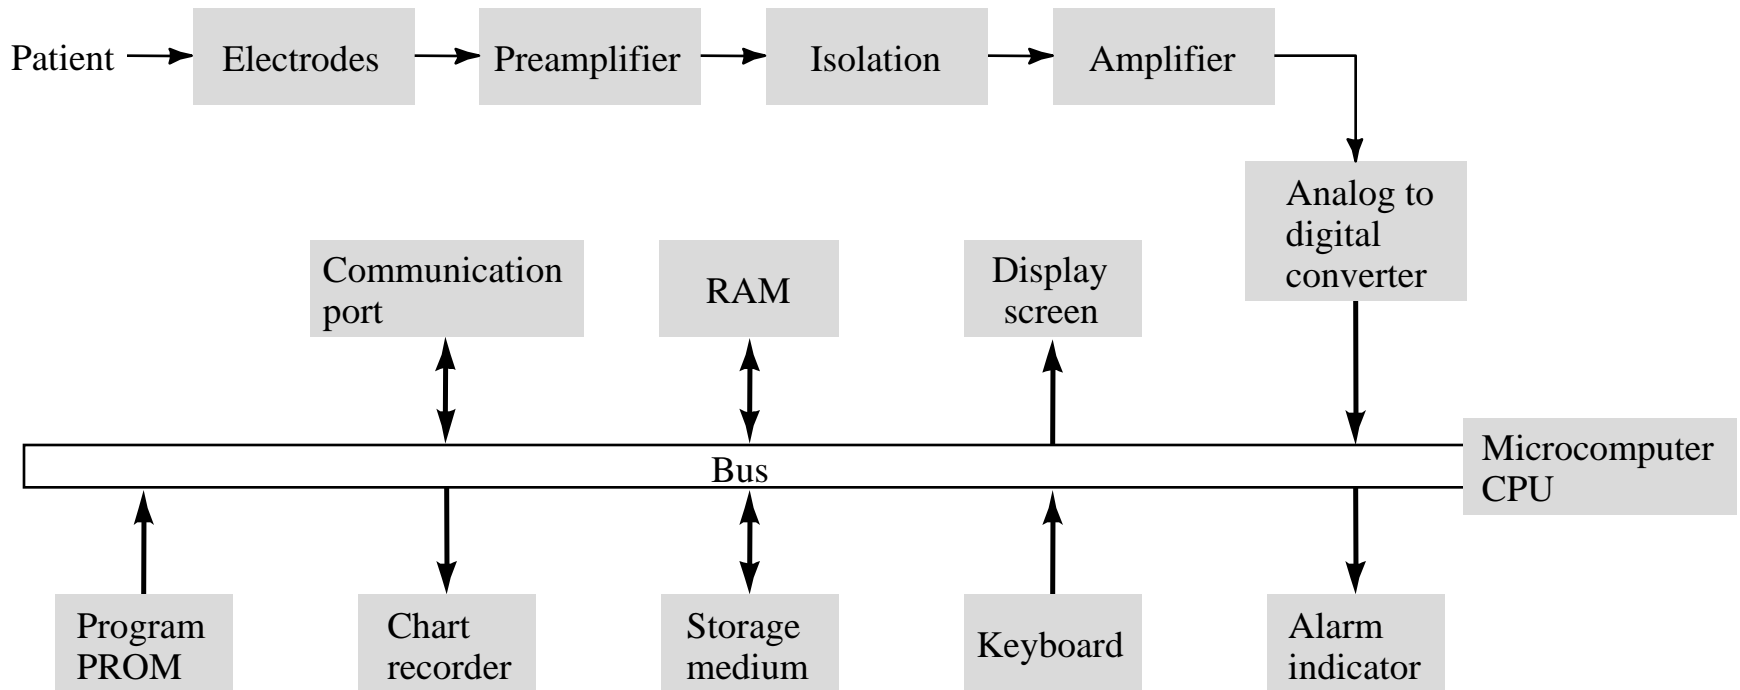 Patient
Electrodes
Preamplifier
Isolation
Amplifier
Analog to
digital
converter
Communication
port
RAM
Display
screen
Bus
Microcomputer
CPU
Program
PROM
Chart
recorder
Storage
medium
Keyboard
Alarm
indicator